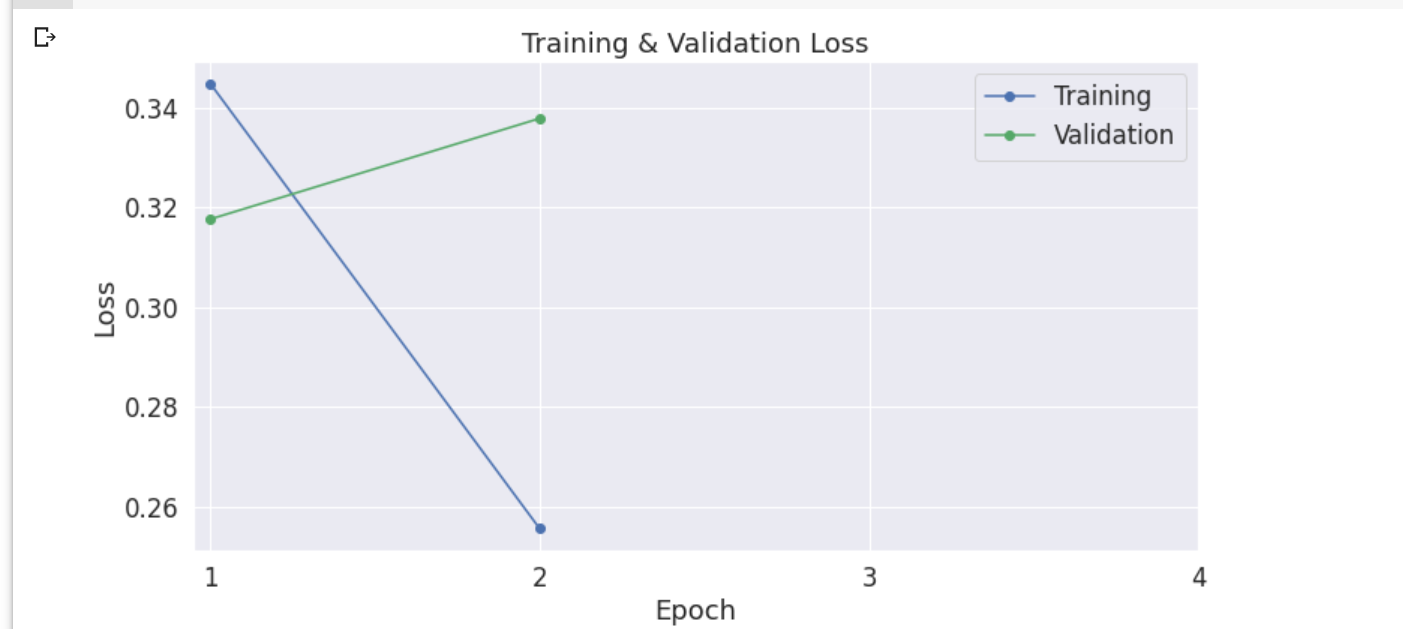 Training & Validation Loss
Training
Validation
0.34
0.32
0.30
0.28
0.26
Loss
1 2 3 4
Epoch